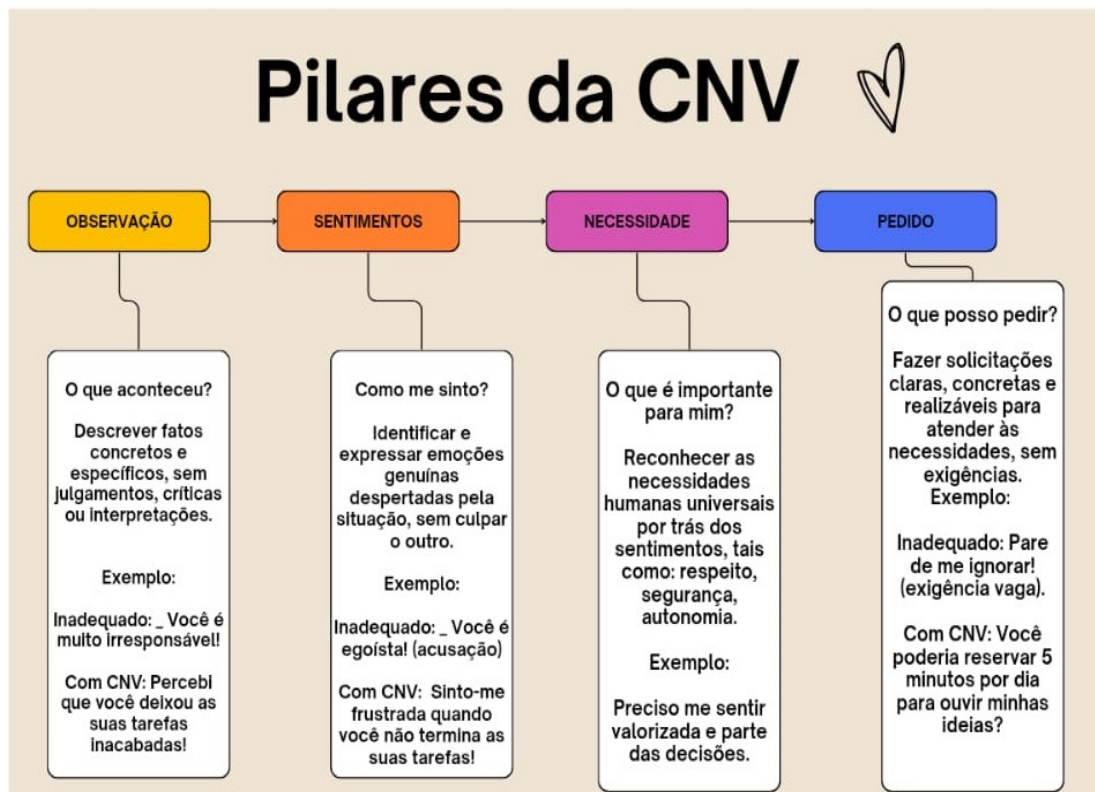 Pilares da CNV
OBSERVAÇÃO
SENTIMENTOS
NECESSIDADE
PEDIDO
O que aconteceu?
Descrever fatos
concretos e
específicos, sem
julgamentos, críticas
ou interpretações.
Exemplo:
Inadequado: _ Você é
muito irresponsável!
Com CNV: Percebi
que você deixou as
suas tarefas
inacabadas!
Como me sinto?
Identificar e
expressar emoções
genuínas
despertadas pela
situação, sem culpar
o outro.
Exemplo:
Inadequado: _ Você é
egoísta! (acusação)
Com CNV: Sinto-me
frustrada quando
você não termina as
suas tarefas!
O que é importante
para mim?
Reconhecer as
necessidades
humanas universais
por trás dos
sentimentos, tais
como: respeito,
segurança,
autonomia.
Exemplo:
Preciso me sentir
valorizada e parte
das decisões.
O que posso pedir?
Fazer solicitações
claras, concretas e
realizáveis para
atender às
necessidades, sem
exigências.
Exemplo:
Inadequado: Pare
de me ignorar!
(exigência vaga).
Com CNV: Você
poderia reservar 5
minutos por dia
para ouvir minhas
ideias?